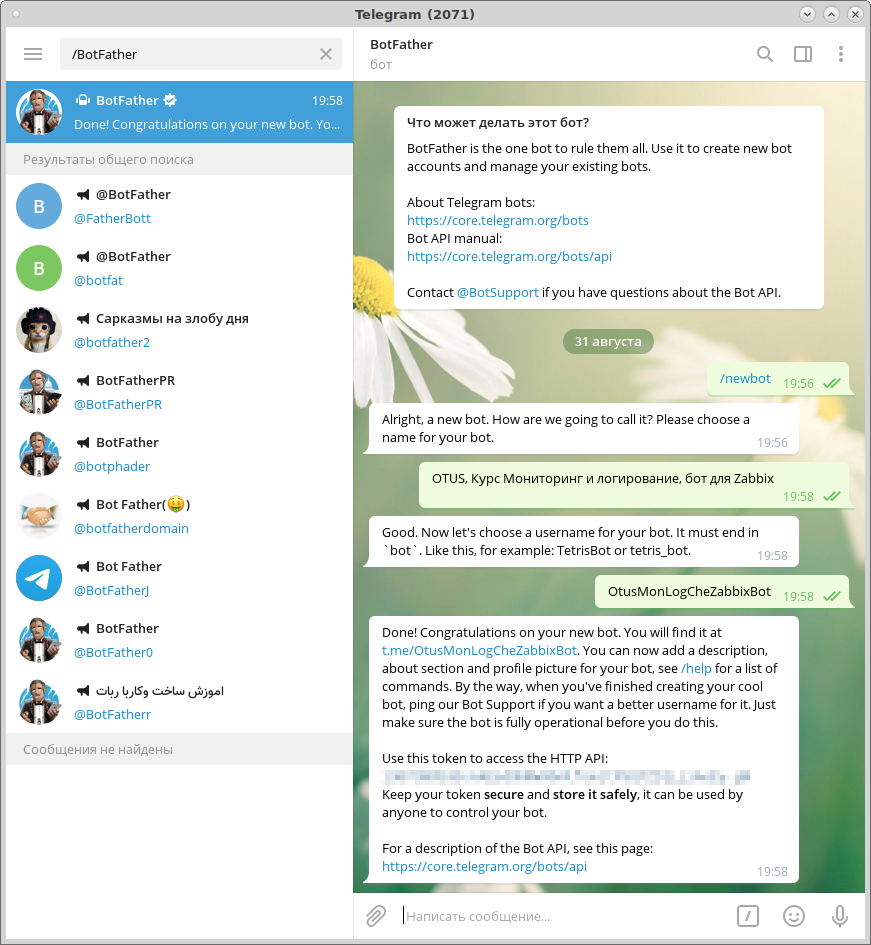 Telegram (2071)
/BotFather
BotFather
19:58
Done! Congratulations on your new bot. Yo...
Результаты общего поиска
B
@BotFather
@FatherBott
B
@BotFather
@botfat
Сарказмы на злобу дня
@botfather2
BotFatherPR
@BotFatherPR
BotFather
@botphader
Bot Father(🤑)
@botfatherdomain
Bot Father
@BotFatherJ
BotFather
@BotFather0
اموزش ساخت وکاربا ربات
@BotFatherr
Сообщения не найдены
BotFather
бот
Что может делать этот бот?
BotFather is the one bot to rule them all. Use it to create new bot
accounts and manage your existing bots.
About Telegram bots:
https://core.telegram.org/bots
Bot API manual:
https://core.telegram.org/bots/api
Contact @BotSupport if you have questions about the Bot API.
31 августа
/newbot
19:56
Alright, a new bot. How are we going to call it? Please choose a
name for your bot.
19:56
OTUS, Курс Мониторинг и логирование, бот для Zabbix
19:58
Good. Now let's choose a username for your bot. It must end in
`bot`. Like this, for example: TetrisBot or tetris_bot.
19:58
OtusMonLogCheZabbixBot
19:58
Done! Congratulations on your new bot. You will find it at
t.me/OtusMonLogCheZabbixBot. You can now add a description,
about section and profile picture for your bot, see /help for a list of
commands. By the way, when you've finished creating your cool
bot, ping our Bot Support if you want a better username for it. Just
make sure the bot is fully operational before you do this.
Use this token to access the HTTP API:
Keep your token secure and store it safely, it can be used by
anyone to control your bot.
For a description of the Bot API, see this page:
https://core.telegram.org/bots/api
19:58
Написать сообщение...